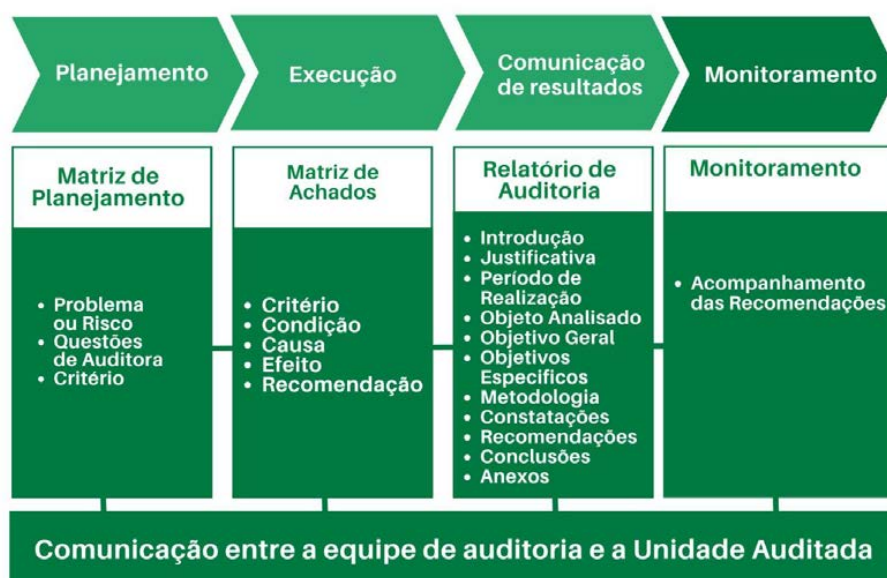 Planejamento
Execução
Comunicação
de resultados
Monitoramento
Matriz de
Planejamento
• Problema
ou Risco
• Questões
de Auditora
• Critério
Matriz de
Achados
• Critério
• Condição
• Causa
• Efeito
• Recomendação
Relatório de
Auditoria
• Introdução
• Justificativa
• Período de
Realização
• Objeto Analisado
• Objetivo Geral
• Objetivos
Especificos
• Metodologia
• Constatações
• Recomendações
• Conclusões
• Anexos
Monitoramento
• Acompanhamento
das Recomendações
Comunicação entre a equipe de auditoria e a Unidade Auditada